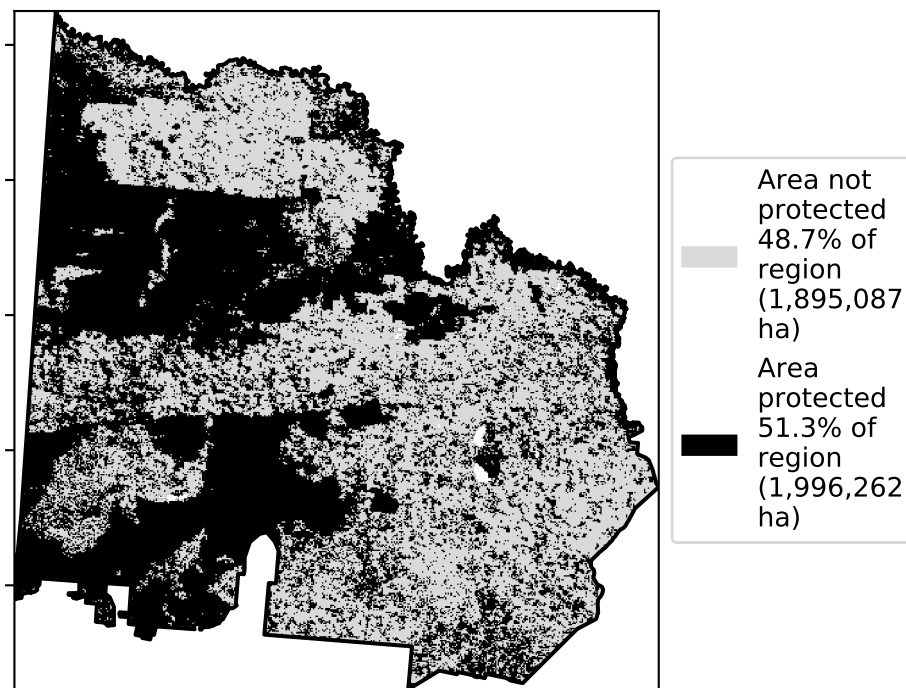 Area not
protected
48.7% of
region
(1,895,087
ha)
Area
protected
51.3% of
region
(1,996,262
ha)